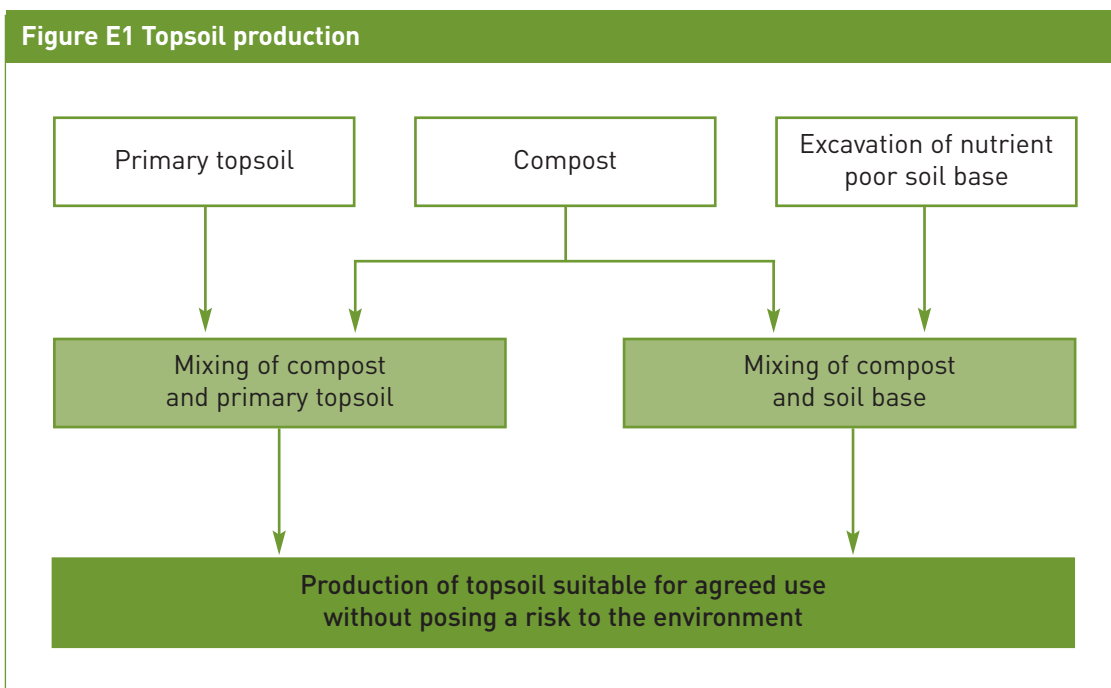 Figure E1 Topsoil production
Primary topsoil
Compost
Excavation of nutrient
poor soil base
Mixing of compost
and primary topsoil
Mixing of compost
and soil base
Production of topsoil suitable for agreed use
without posing a risk to the environment